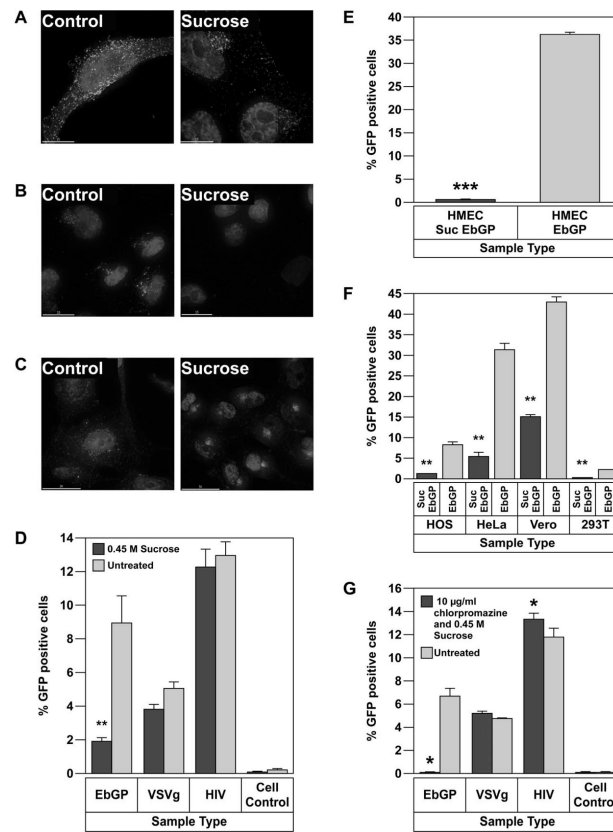 A
Control
Sucrose
B
Control
Sucrose
C
Control
Sucrose
D
% GFP positive cells
14
12
10
8
6
4
2
0
0.45 M Sucrose
Untreated
**
EbGP
VSVg
HIV
Cell
Control
Sample Type
E
% GFP positive cells
40
35
30
25
20
15
10
5
0
***
HMEC
Suc EbGP
HMEC
EbGP
Sample Type
F
% GFP positive cells
45
40
35
30
25
20
15
10
5
0
**
**
**
**
Suc
EbGP
EbGP
Suc
EbGP
EbGP
Suc
EbGP
EbGP
Suc
EbGP
EbGP
HOS
HeLa
Vero
293T
Sample Type
G
% GFP positive cells
16
14
12
10
8
6
4
2
0
10 µg/ml
chlorpromazine
and 0.45 M
Sucrose
Untreated
*
*
EbGP
VSVg
HIV
Cell
Control
Sample Type